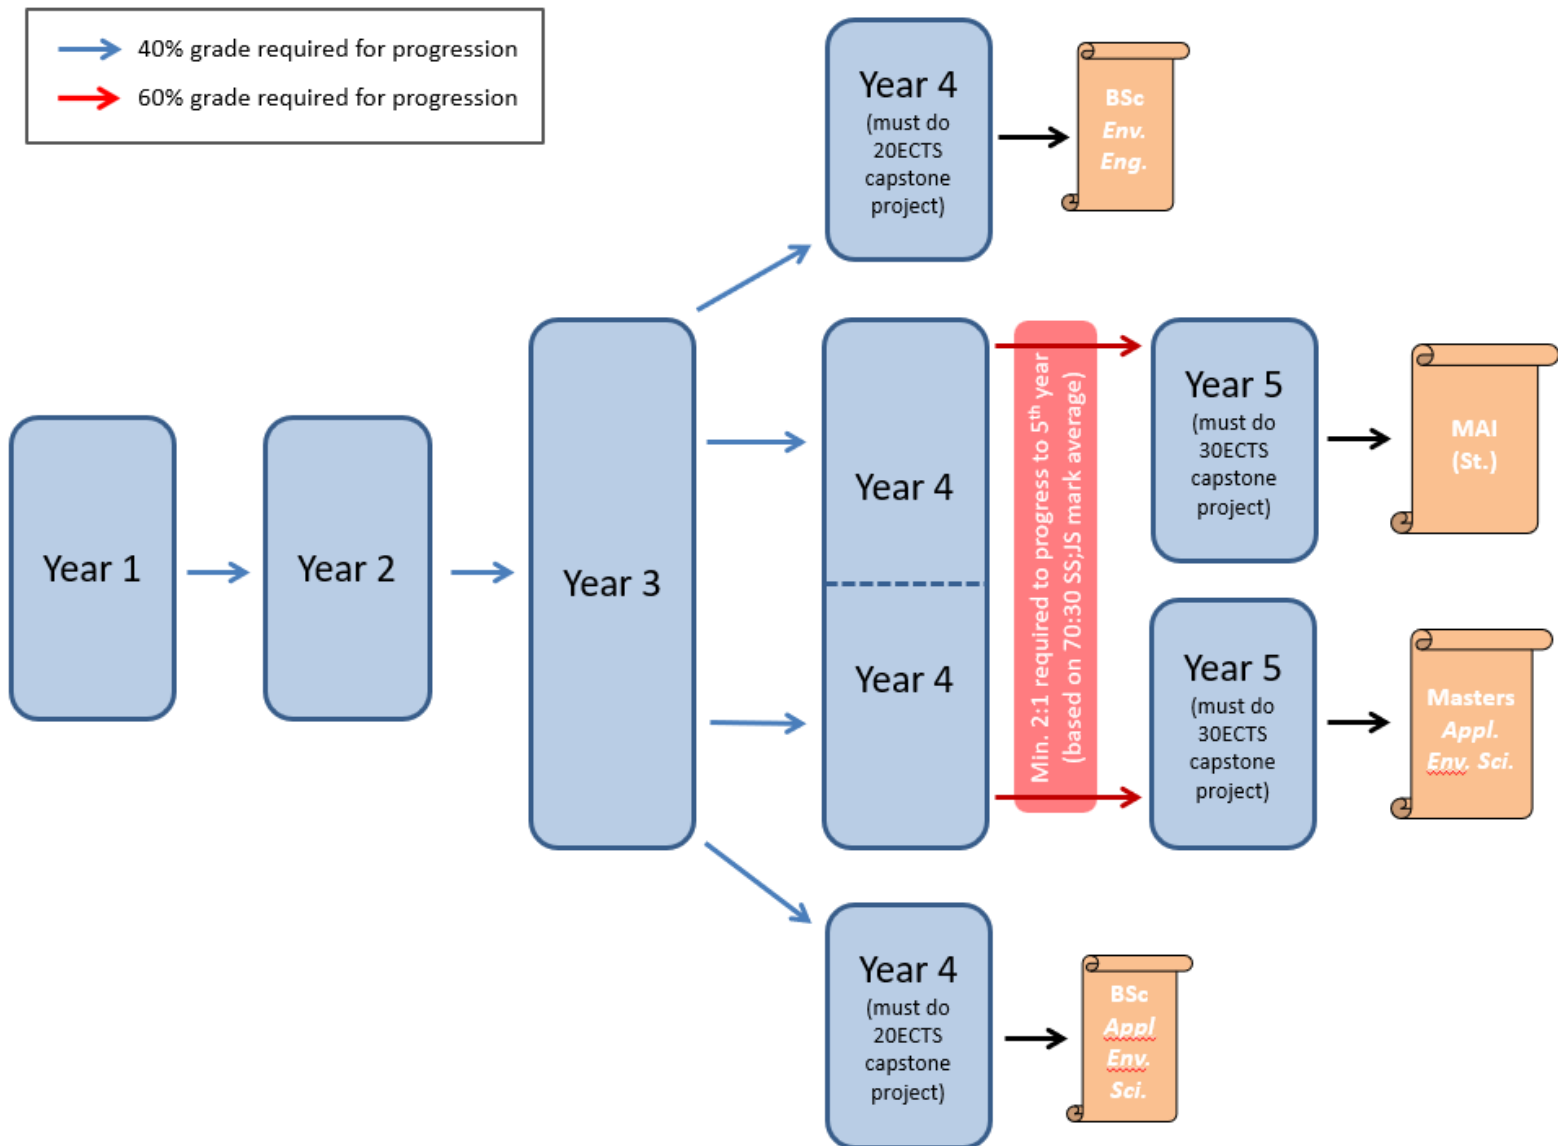 40% grade required for progression
60% grade required for progression
Year 4
(must do
20ECTS
capstone
project)
BSc
Env.
Eng.
Year 1
Year 2
Year 3
Year 4
Year 4
Min. 2:1 required to progress to 5th year
(based on 70:30 SS;JS mark average)
Year 5
(must do
30ECTS
capstone
project)
MAI
(St.)
Year 5
(must do
30ECTS
capstone
project)
Masters
Appl.
Env. Sci.
Year 4
(must do
20ECTS
capstone
project)
BSc
Appl
Env.
Sci.